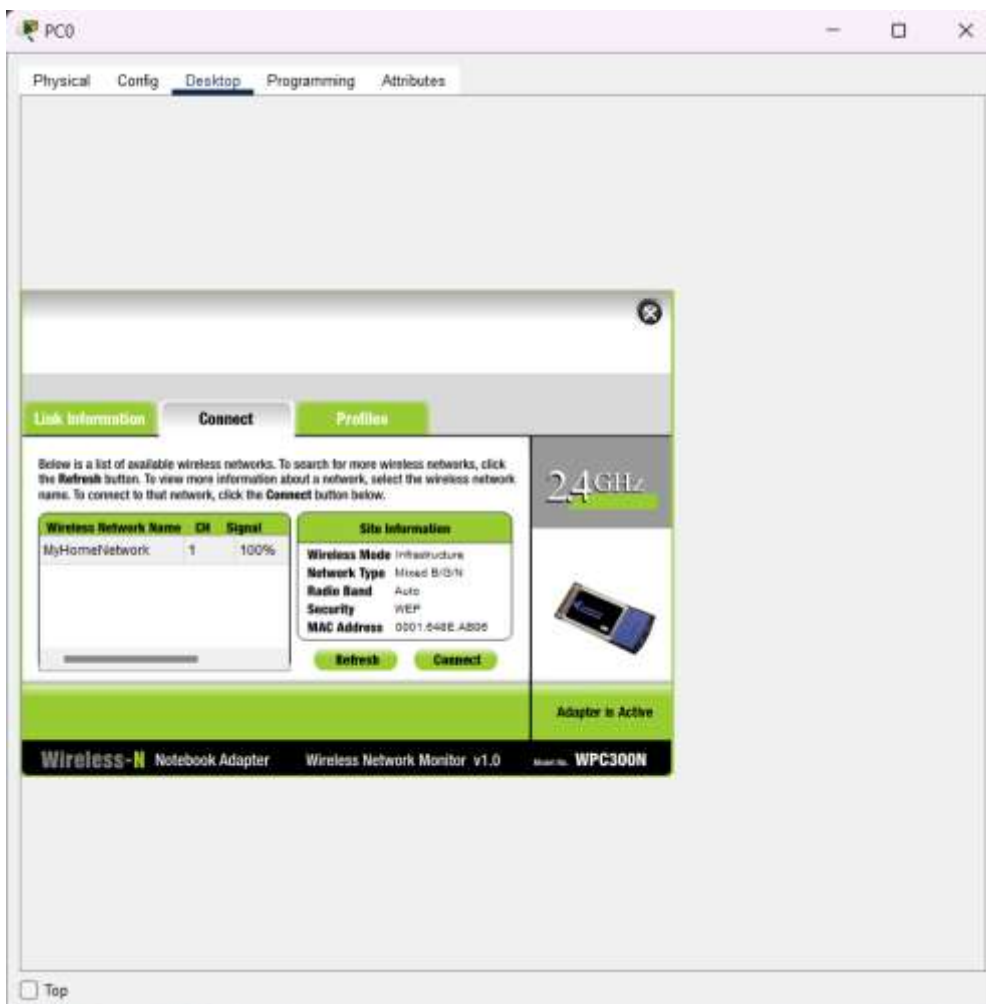 PC0
Physical Config Desktop Programming Attributes
Link Information Connect Profiles
Below is a list of available wireless networks. To search for more wireless networks, click
the Refresh button. To view more information about a network, select the wireless network
name. To connect to that network, click the Connect button below.
2.4GHz
Wireless Network Name CH Signal
MyHomeNetwork 1 100%
Site Information
Wireless Mode Infrastructure
Network Type Mixed B/G/N
Radio Band Auto
Security WEP
MAC Address
Refresh Connect
Adapter is Active
Wireless-N Notebook Adapter Wireless Network Monitor v1.0 Model No. WPC300N
Top